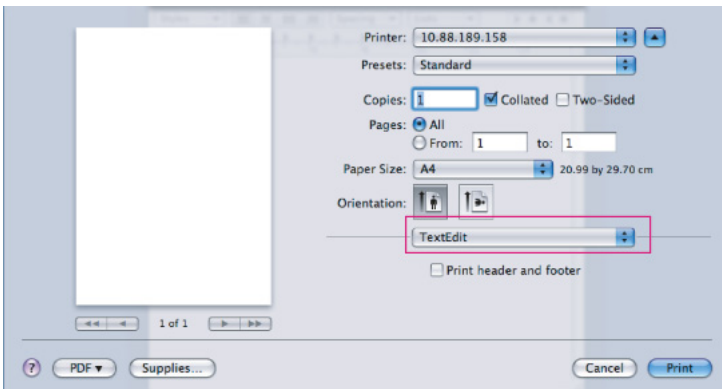 Printer: 10.88.189.158
Presets: Standard
Copies: 1 Collated Two-Sided
Pages: All
From: 1 to: 1
Paper Size: A4 20.99 by 29.70 cm
Orientation:
TextEdit
Print header and footer
1 of 1
? PDF▼ Supplies... Cancel Print